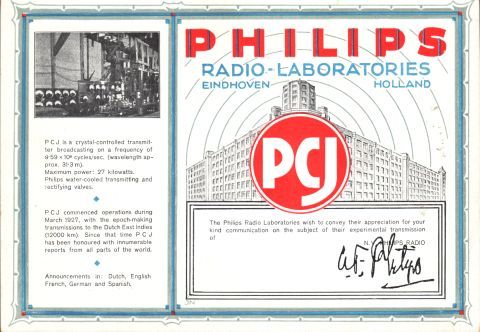 PHILIPS
RADIO-LABORATORIES
EINDHOVEN HOLLAND
PCJ
PCJ is a crystal-controlled transmit-
ter broadcasting on a frequency of
9·59 × 10⁶ cycles/sec. (wavelength ap-
prox. 31·3 m).
Maximum power: 27 kilowatts.
Philips water-cooled transmitting and
rectifying valves.
PCJ commenced operations during
March 1927, with the epoch-making
transmissions to the Dutch East Indies
(12000 km). Since that time PCJ
has been honoured with innumerable
reports from all parts of the world.
Announcements in: Dutch, English
French, German and Spanish.
The Philips Radio Laboratories wish to convey their appreciation for your
kind communication on the subject of their experimental transmission
of
N.V. PHILIPS RADIO